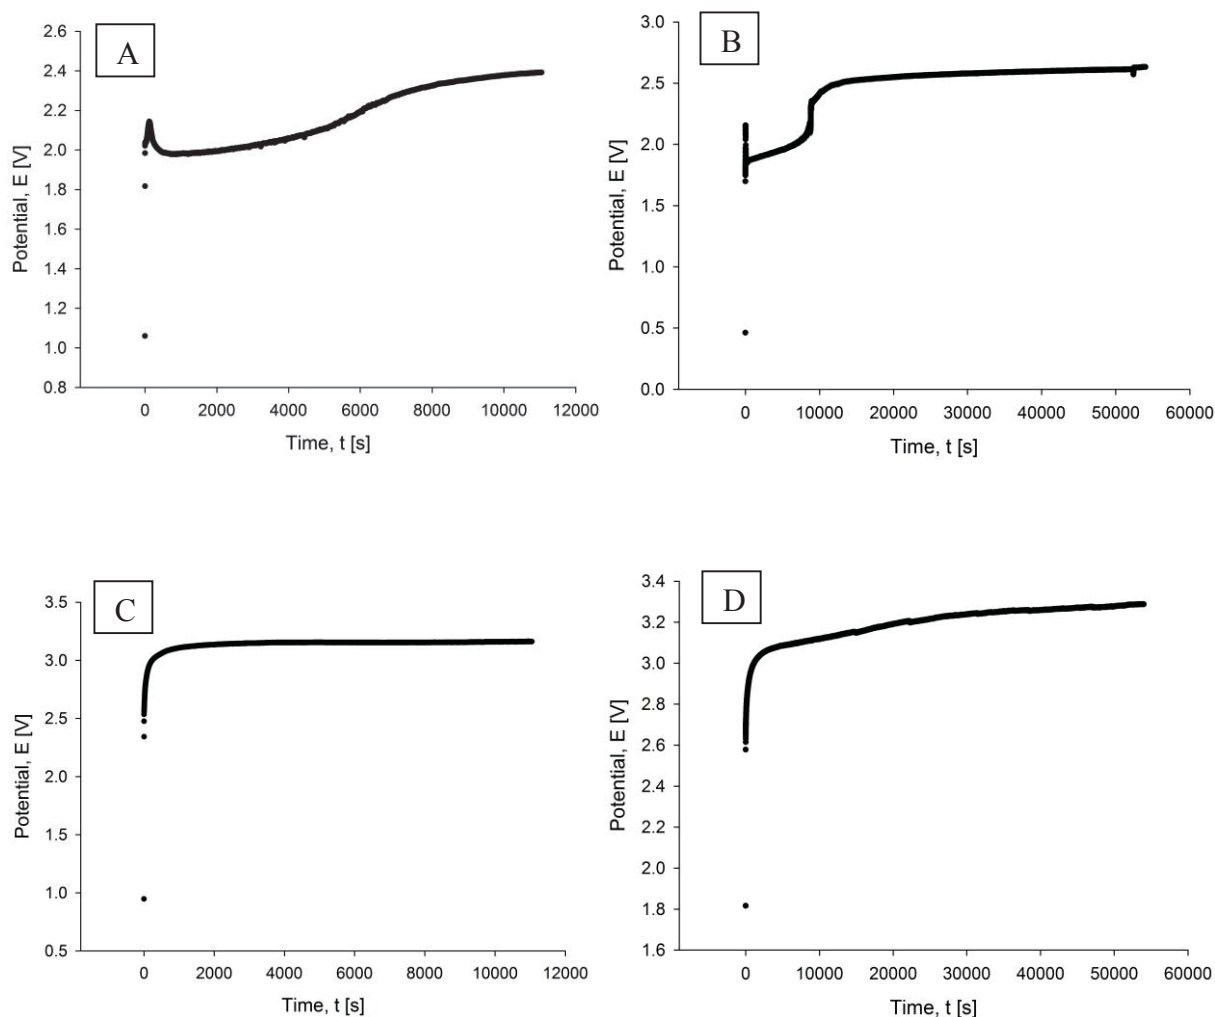 A
Potential, E [V]
2.6
2.4
2.2
2.0
1.8
1.6
1.4
1.2
1.0
0.8
0 2000 4000 6000 8000 10000 12000
Time, t [s]
B
Potential, E [V]
3.0
2.5
2.0
1.5
1.0
0.5
0.0
0 10000 20000 30000 40000 50000 60000
Time, t [s]
C
Potential, E [V]
3.5
3.0
2.5
2.0
1.5
1.0
0.5
0 2000 4000 6000 8000 10000 12000
Time, t [s]
D
Potential, E [V]
3.4
3.2
3.0
2.8
2.6
2.4
2.2
2.0
1.8
1.6
0 10000 20000 30000 40000 50000 60000
Time, t [s]